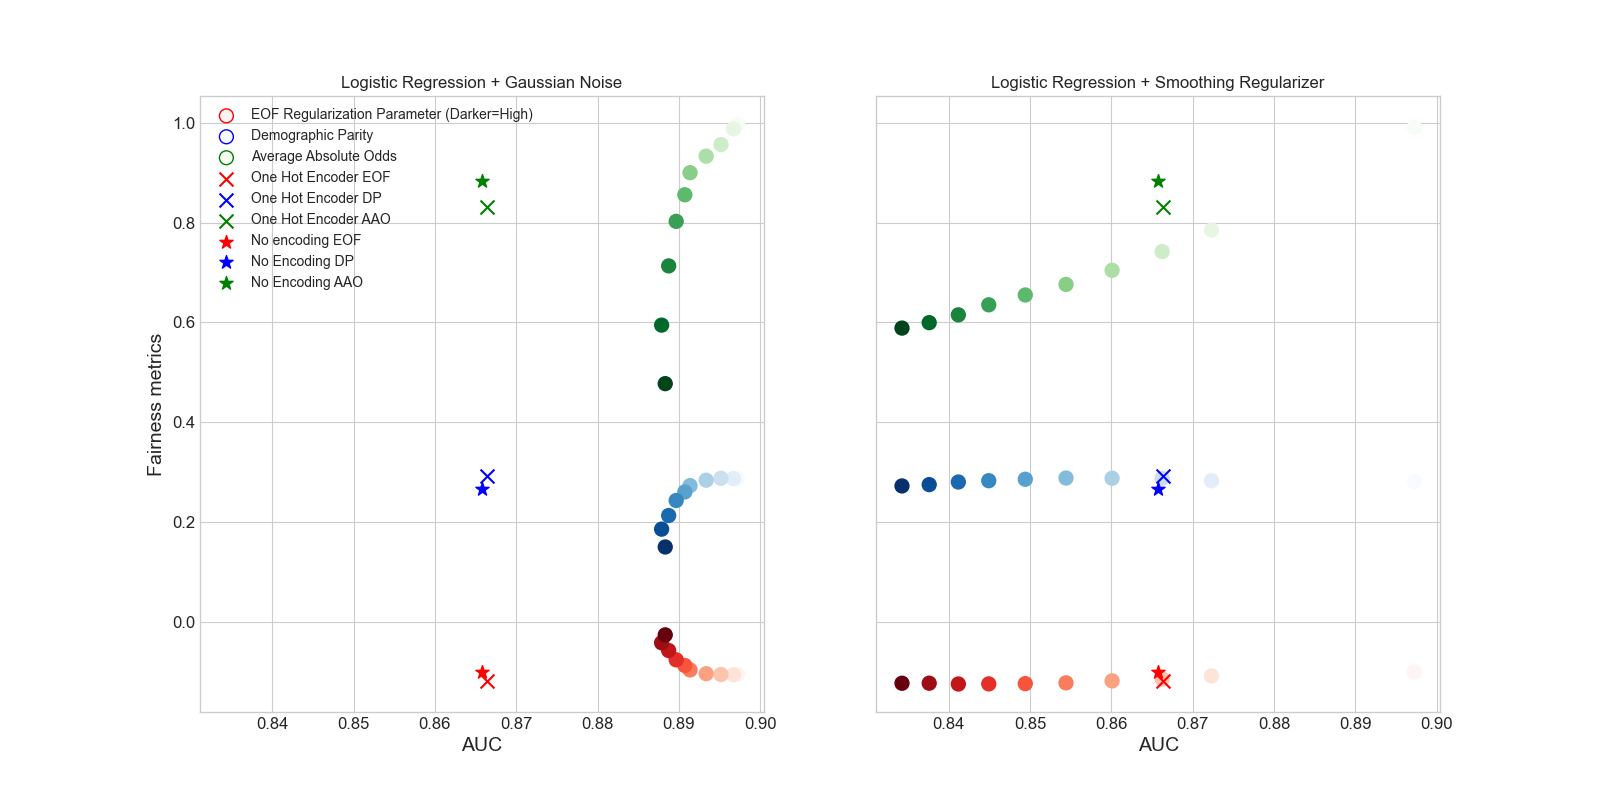 Logistic Regression + Gaussian Noise
EOF Regularization Parameter (Darker=High)
Demographic Parity
Average Absolute Odds
One Hot Encoder EOF
One Hot Encoder DP
One Hot Encoder AAO
No encoding EOF
No Encoding DP
No Encoding AAO
Fairness metrics
1.0
0.8
0.6
0.4
0.2
0.0
0.84 0.85 0.86 0.87 0.88 0.89 0.90
AUC
Logistic Regression + Smoothing Regularizer
0.84 0.85 0.86 0.87 0.88 0.89 0.90
AUC